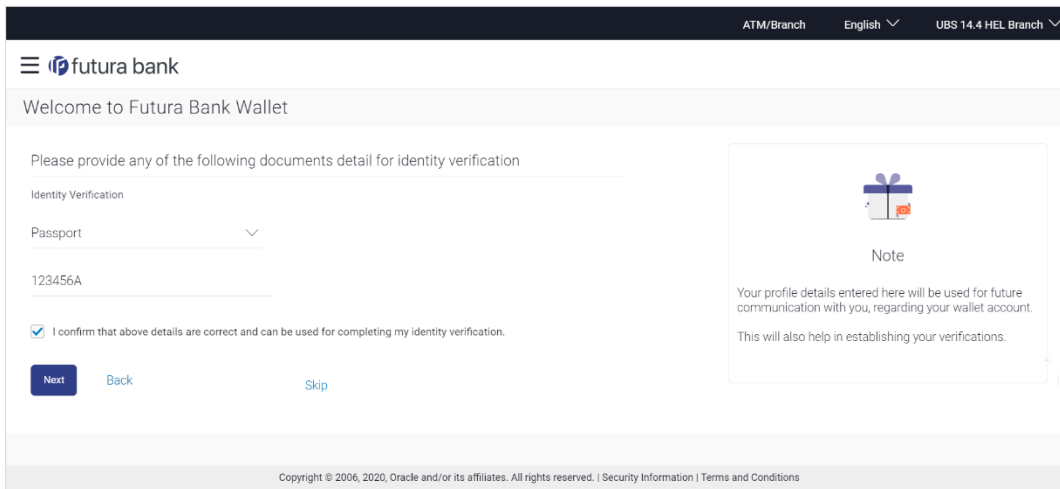 ATM/Branch English UBS 14.4 HEL Branch
futura bank
Welcome to Futura Bank Wallet
Please provide any of the following documents detail for identity verification
Identity Verification
Passport
123456A
I confirm that above details are correct and can be used for completing my identity verification.
Next Back Skip
Note
Your profile details entered here will be used for future
communication with you, regarding your wallet account.
This will also help in establishing your verifications.
Copyright © 2006, 2020, Oracle and/or its affiliates. All rights reserved. | Security Information | Terms and Conditions